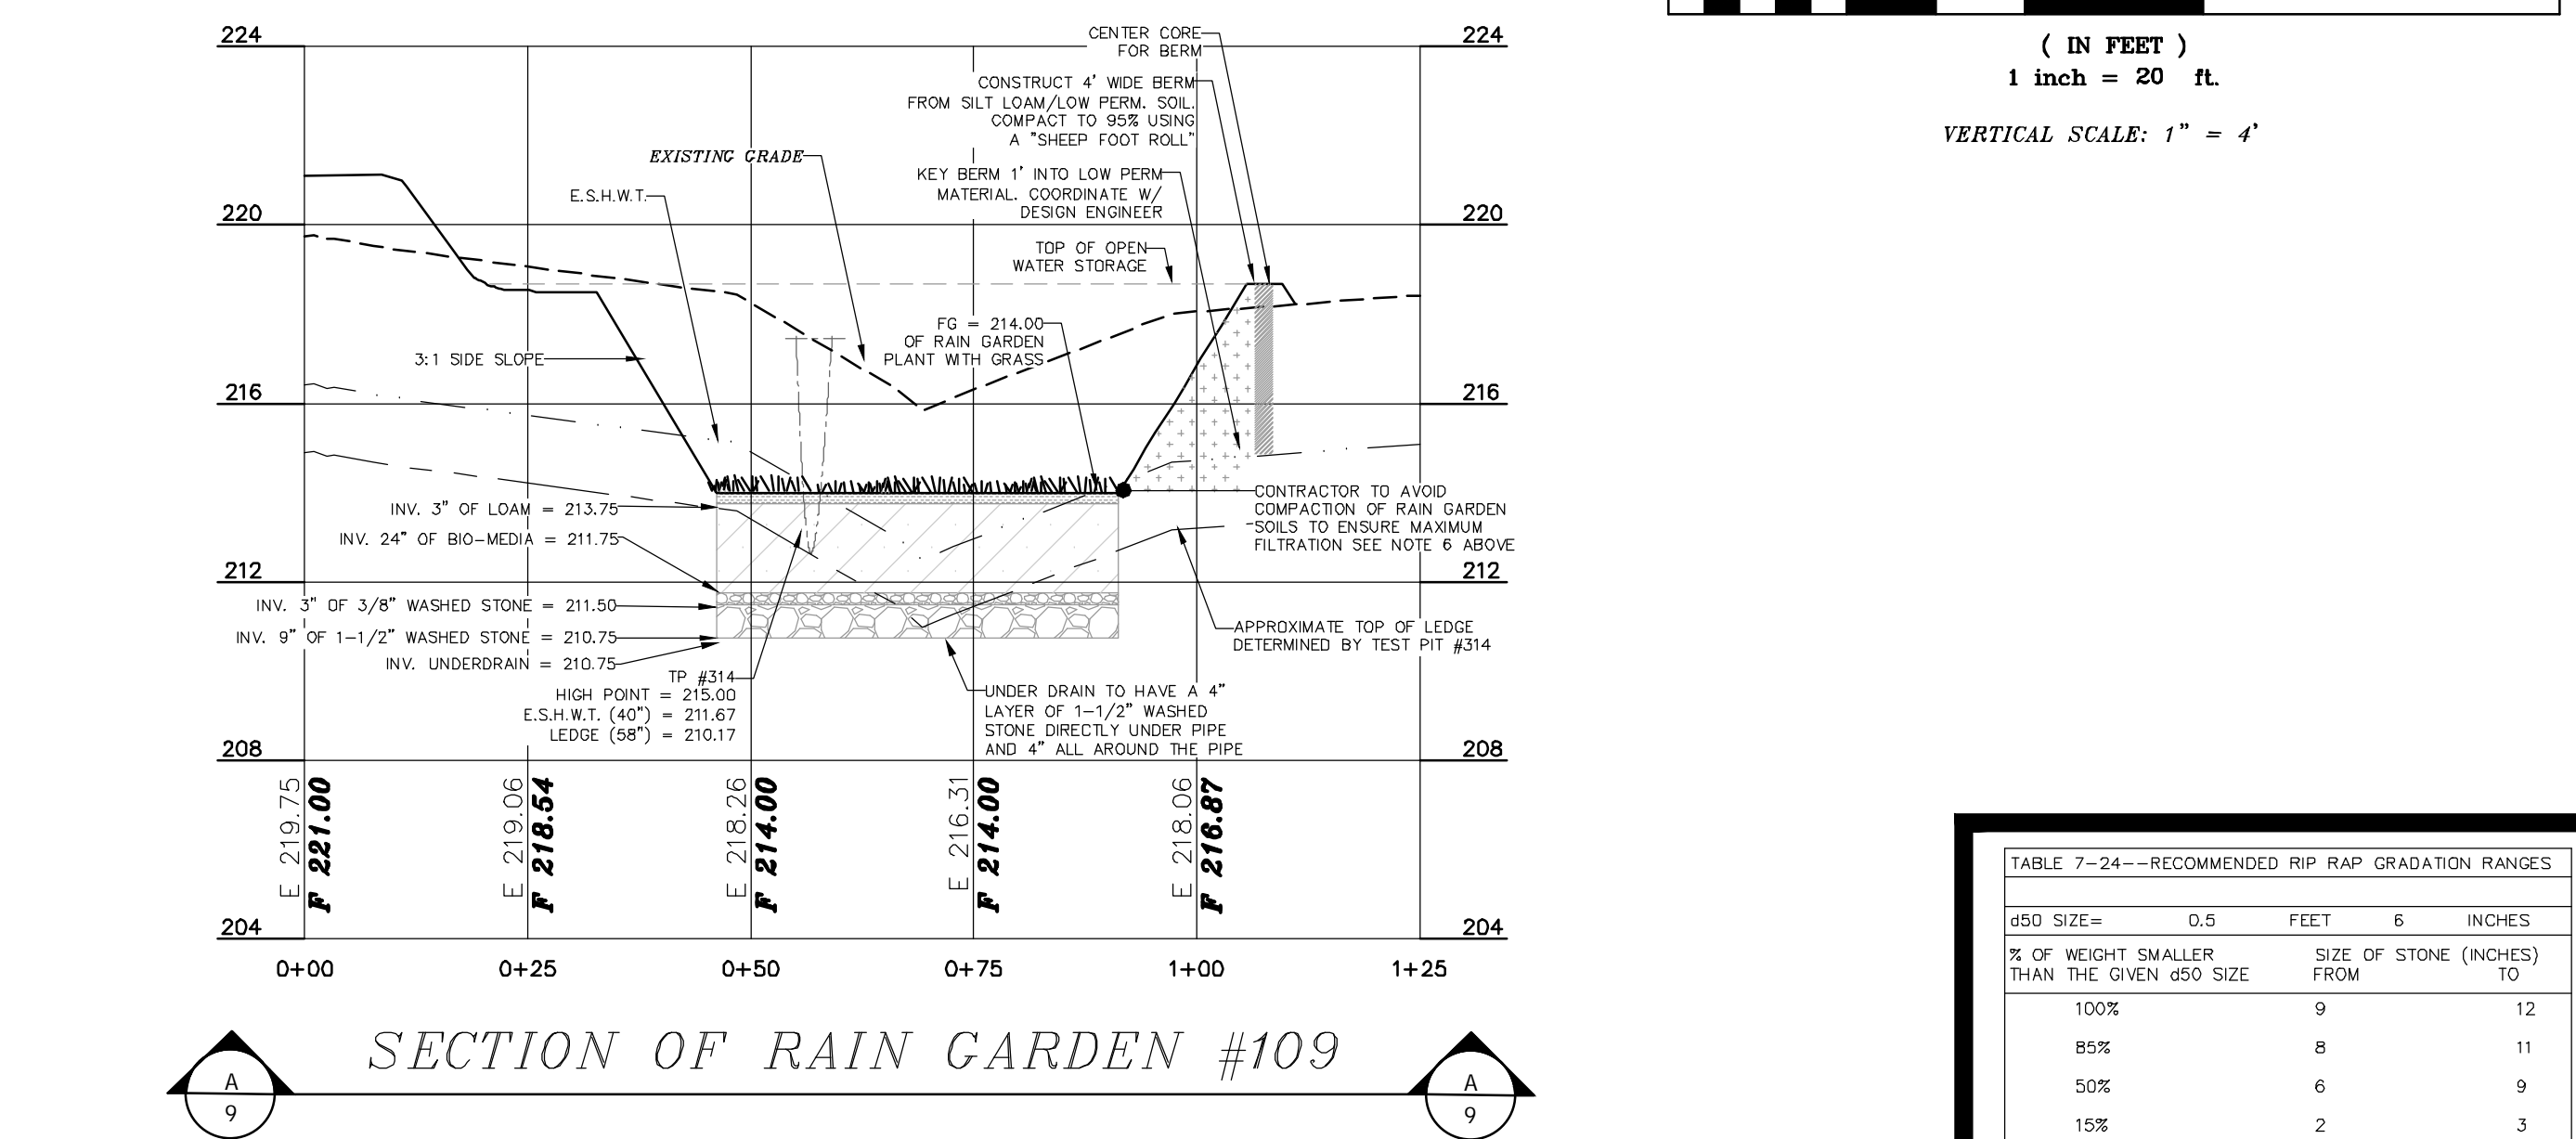 224
224
CENTER CORE
FOR BERM
CONSTRUCT 4' WIDE BERM
FROM SILT LOAM/LOW PERM. SOIL.
COMPACT TO 95% USING
A "SHEEP FOOT ROLL"
EXISTING GRADE
KEY BERM 1' INTO LOW PERM
MATERIAL. COORDINATE W/
DESIGN ENGINEER
E.S.H.W.T.
220
220
TOP OF OPEN
WATER STORAGE
FG = 214.00
OF RAIN GARDEN
PLANT WITH GRASS
3:1 SIDE SLOPE
216
216
INV. 3" OF LOAM = 213.75
INV. 24" OF BIO-MEDIA = 211.75
CONTRACTOR TO AVOID
COMPACTION OF RAIN GARDEN
SOILS TO ENSURE MAXIMUM
FILTRATION SEE NOTE 6 ABOVE
212
212
INV. 3" OF 3/8" WASHED STONE = 211.50
INV. 9" OF 1-1/2" WASHED STONE = 210.75
INV. UNDERDRAIN = 210.75
APPROXIMATE TOP OF LEDGE
DETERMINED BY TEST PIT #314
TP #314
HIGH POINT = 215.00
E.S.H.W.T. (40") = 211.67
LEDGE (58") = 210.17
UNDER DRAIN TO HAVE A 4"
LAYER OF 1-1/2" WASHED
STONE DIRECTLY UNDER PIPE
AND 4" ALL AROUND THE PIPE
208
208
E 219.75
F 221.00
E 219.06
F 218.54
E 218.26
F 214.00
E 216.31
F 214.00
E 218.06
F 216.87
204
204
0+00 0+25 0+50 0+75 1+00 1+25
SECTION OF RAIN GARDEN #109
A
9
A
9
( IN FEET )
1 inch = 20 ft.
VERTICAL SCALE: 1" = 4'
TABLE 7-24--RECOMMENDED RIP RAP GRADATION RANGES
d50 SIZE= 0.5 FEET 6 INCHES
% OF WEIGHT SMALLER SIZE OF STONE (INCHES)
THAN THE GIVEN d50 SIZE FROM TO
100% 9 12
85% 8 11
50% 6 9
15% 2 3